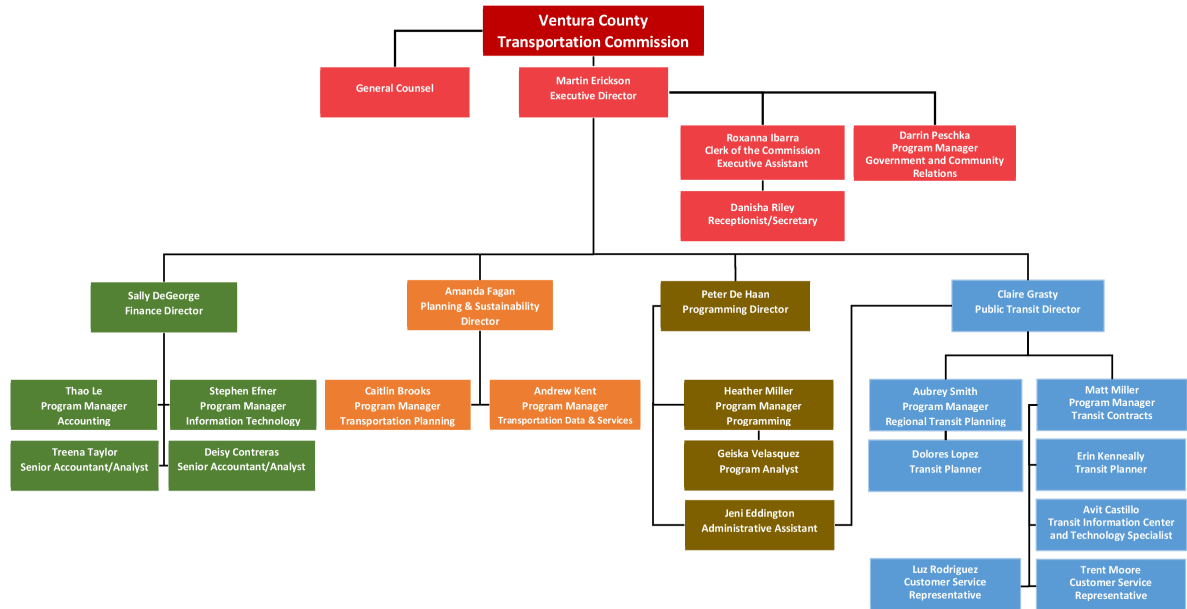 Ventura County
Transportation Commission
General Counsel
Martin Erickson
Executive Director
Roxanna Ibarra
Clerk of the Commission
Executive Assistant
Darrin Peschka
Program Manager
Government and Community
Relations
Danisha Riley
Receptionist/Secretary
Sally DeGeorge
Finance Director
Amanda Fagan
Planning & Sustainability
Director
Peter De Haan
Programming Director
Claire Grasty
Public Transit Director
Thao Le
Program Manager
Accounting
Stephen Efner
Program Manager
Information Technology
Treena Taylor
Senior Accountant/Analyst
Deisy Contreras
Senior Accountant/Analyst
Caitlin Brooks
Program Manager
Transportation Planning
Andrew Kent
Program Manager
Transportation Data & Services
Heather Miller
Program Manager
Programming
Geiska Velasquez
Program Analyst
Jeni Eddington
Administrative Assistant
Aubrey Smith
Program Manager
Regional Transit Planning
Dolores Lopez
Transit Planner
Matt Miller
Program Manager
Transit Contracts
Erin Kenneally
Transit Planner
Avit Castillo
Transit Information Center
and Technology Specialist
Luz Rodriguez
Customer Service
Representative
Trent Moore
Customer Service
Representative